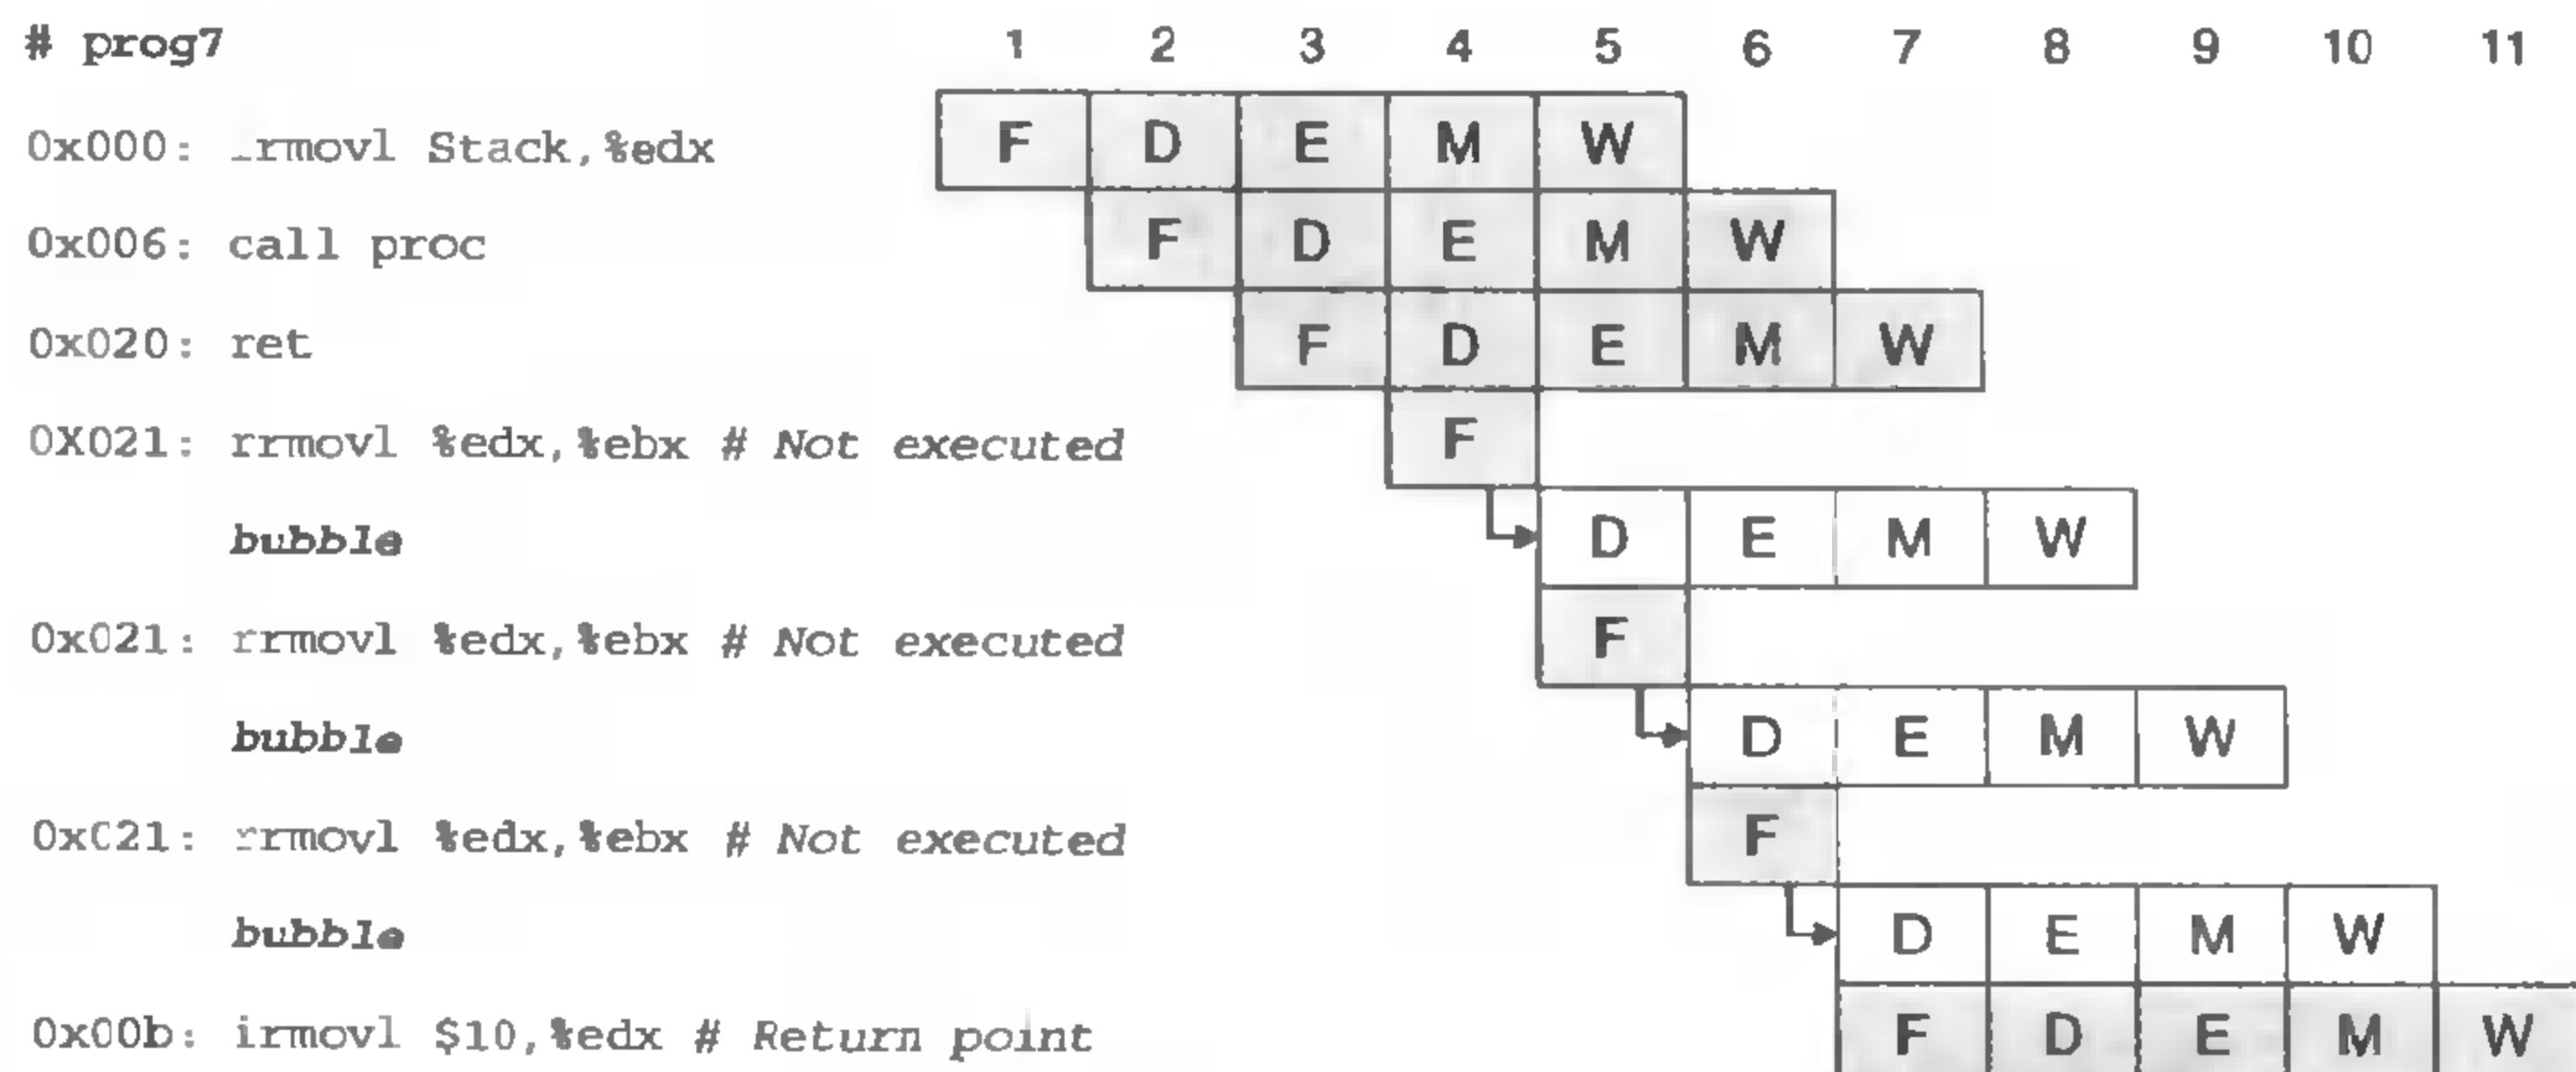 # prog7 1 2 3 4 5 6 7 8 9 10 11
0x000: irmovl Stack,%edx F D E M W
0x006: call proc F D E M W
0x020: ret F D E M W
0X021: rrmovl %edx,%ebx # Not executed F
bubble D E M W
0x021: rrmovl %edx,%ebx # Not executed F
bubble D E M W
0x021: rrmovl %edx,%ebx # Not executed F
bubble D E M W
0x00b: irmovl $10,%edx # Return point F D E M W